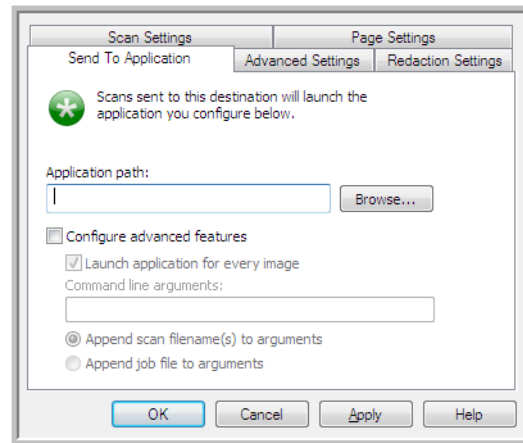 Scan Settings
Page Settings
Send To Application
Advanced Settings
Redaction Settings
Scans sent to this destination will launch the
application you configure below.
Application path:
Browse...
Configure advanced features
Launch application for every image
Command line arguments:
Append scan filename(s) to arguments
Append job file to arguments
OK
Cancel
Apply
Help